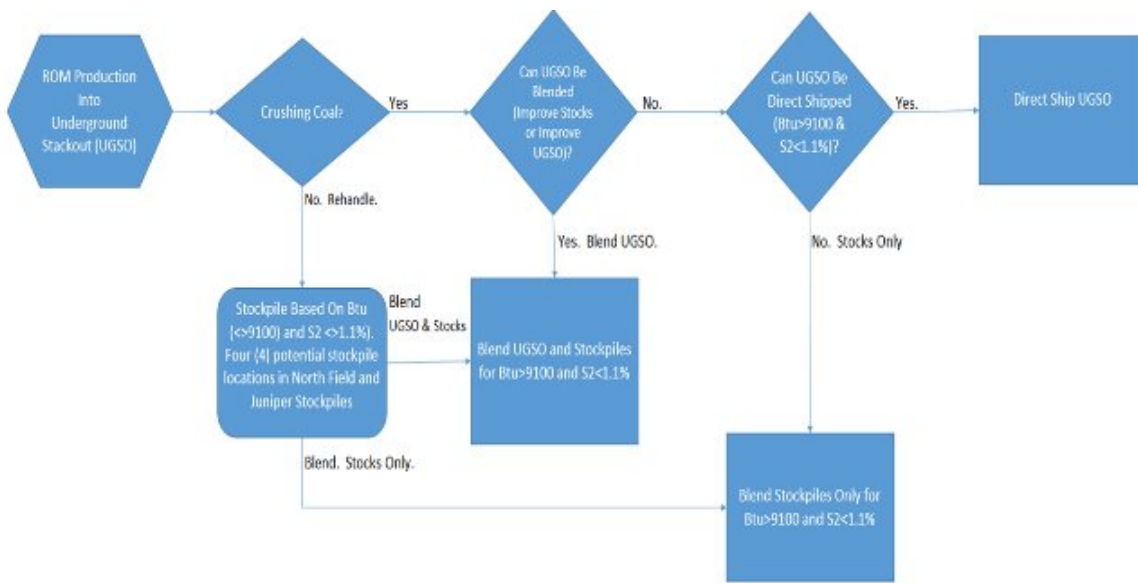 ROM Production
Into
Underground
Stackout (UGSO)
Crushing Coal?
Yes
Can UGSO Be
Blended
(Improve Stocks
or Improve
UGSO)?
No.
Can UGSO Be
Direct Shipped
(Btu>9100 &
S2<1.1%)?
Yes.
Direct Ship UGSO
No. Rehandle.
Yes. Blend UGSO.
No. Stocks Only
Stockpile Based On Btu
(<>9100) and S2 <>1.1%).
Four (4) potential stockpile
locations in North Field and
Juniper Stockpiles
Blend
UGSO & Stocks
Blend UGSO and Stockpiles
for Btu>9100 and S2<1.1%
Blend. Stocks Only.
Blend Stockpiles Only for
Btu>9100 and S2<1.1%